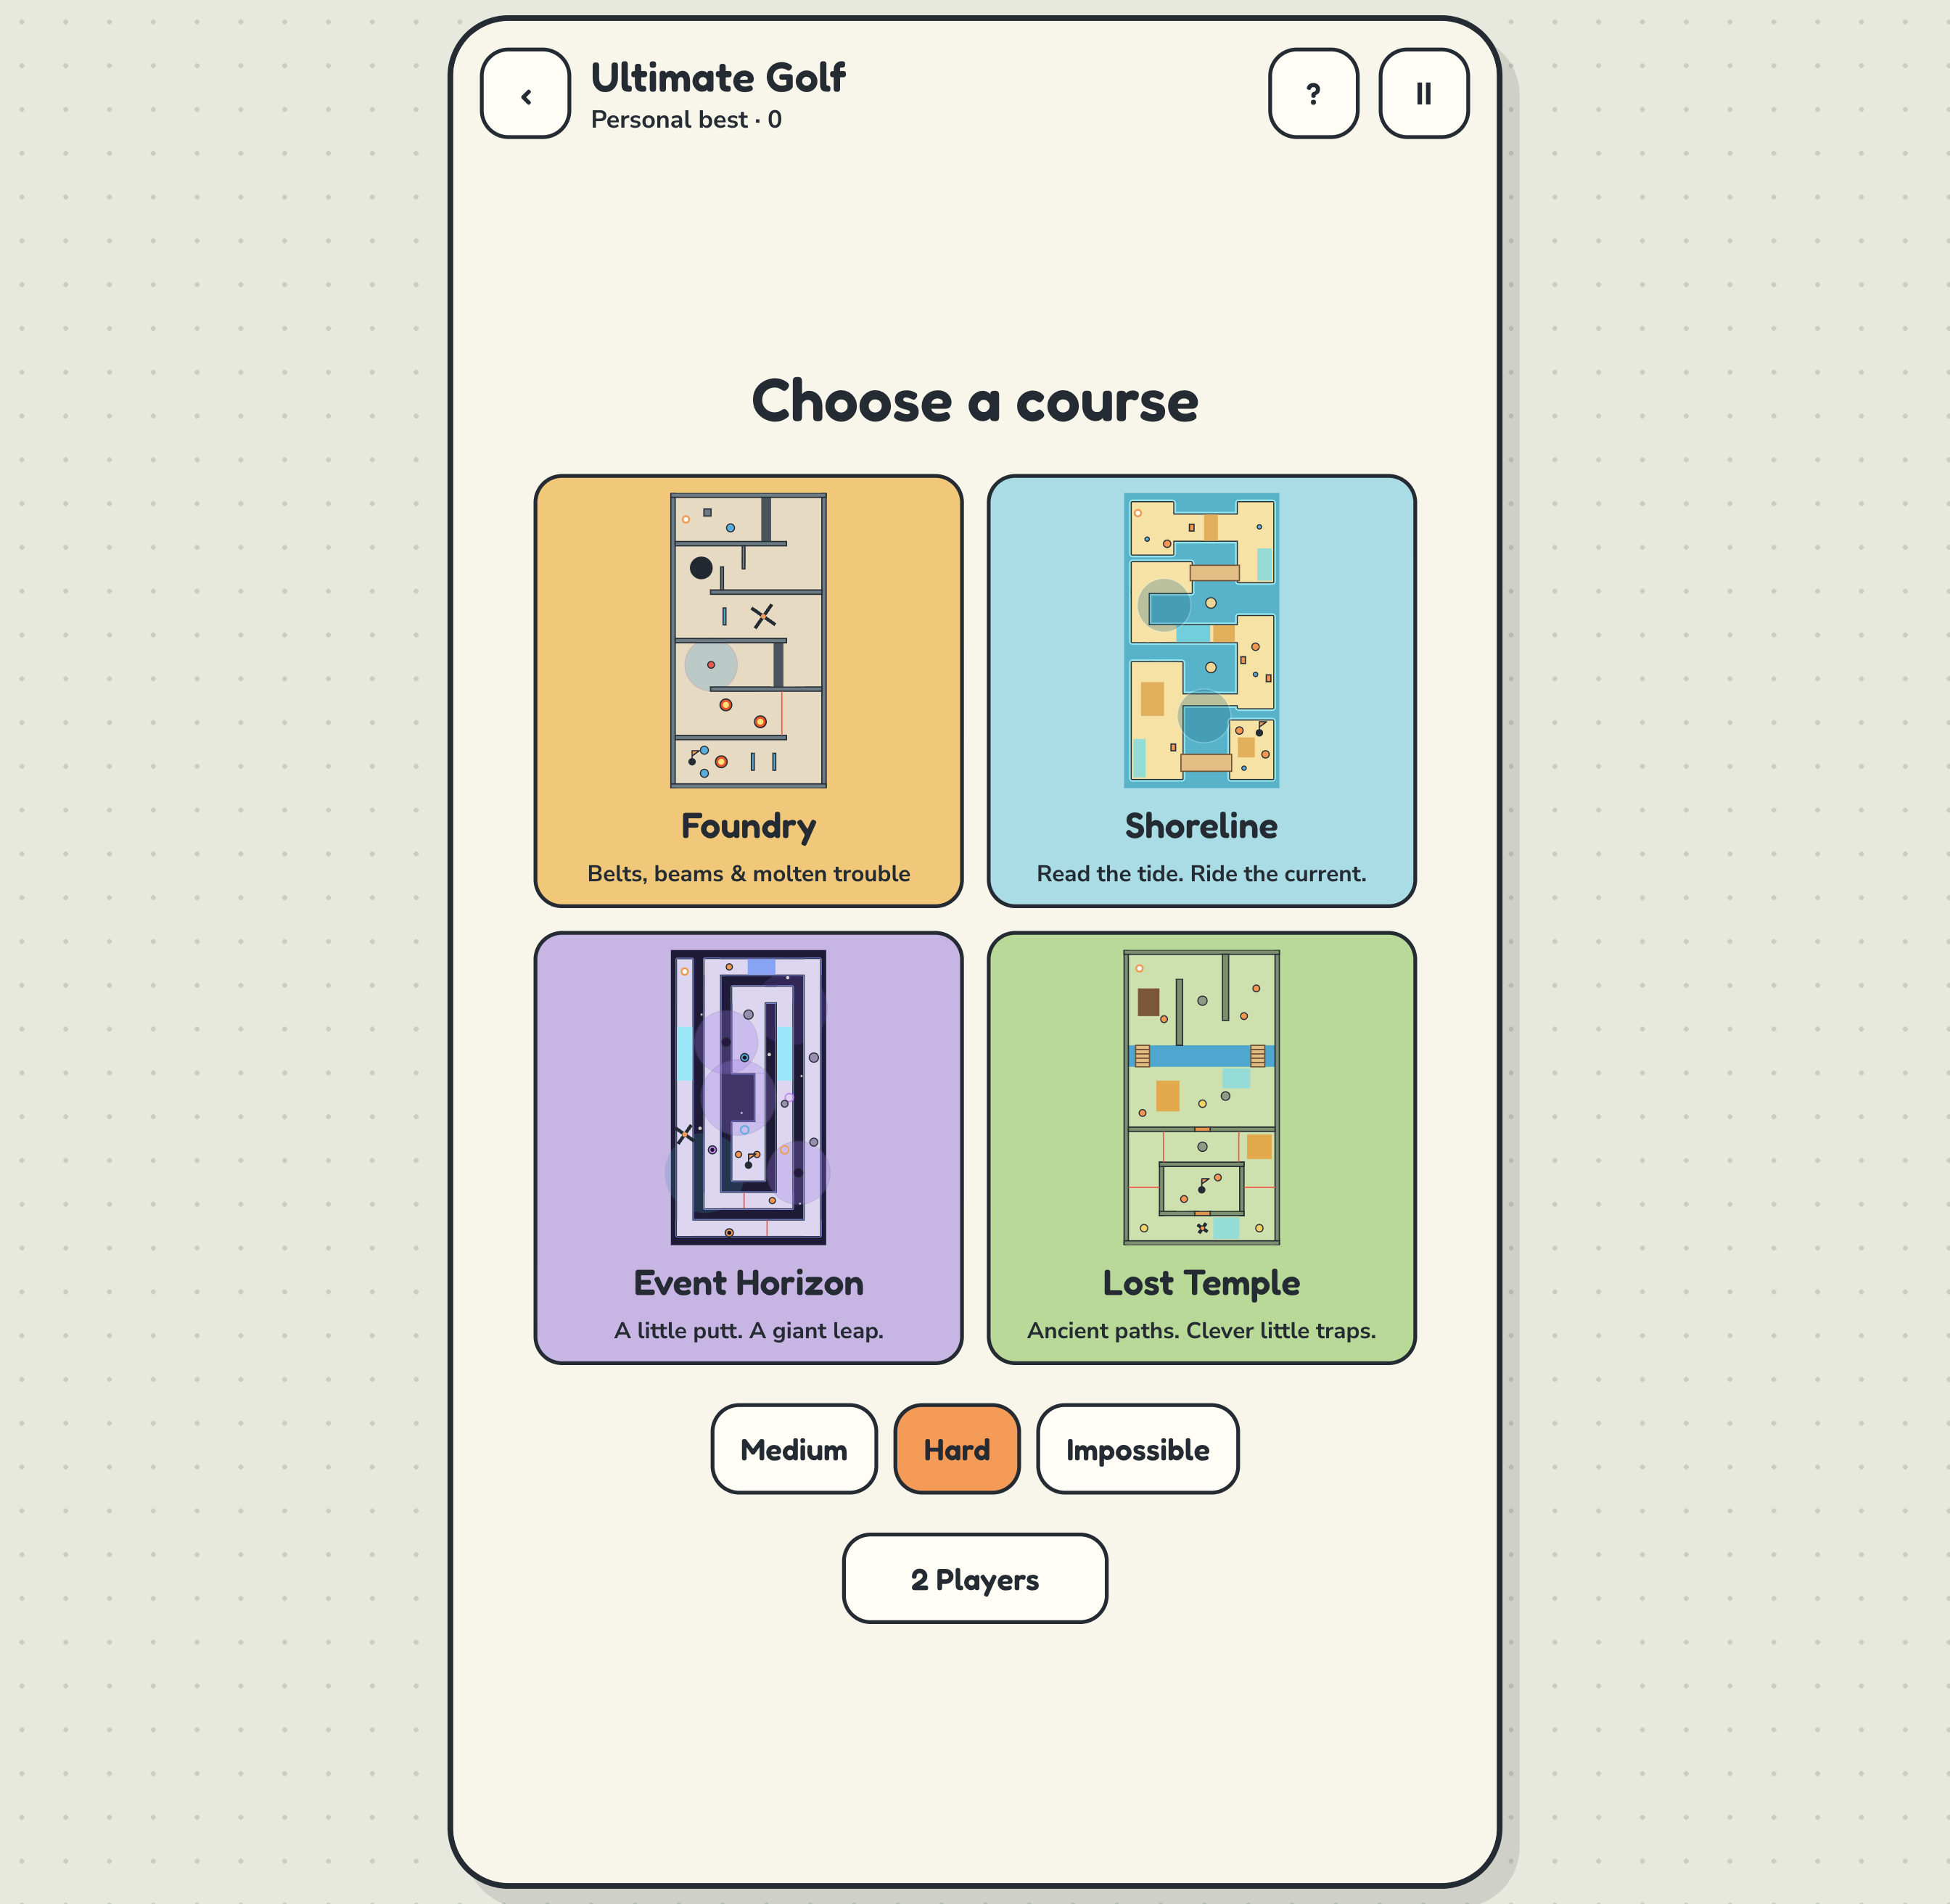 ‹
Ultimate Golf
Personal best · 0
?
II
Choose a course
Foundry
Belts, beams & molten trouble
Shoreline
Read the tide. Ride the current.
Event Horizon
A little putt. A giant leap.
Lost Temple
Ancient paths. Clever little traps.
Medium
Hard
Impossible
2 Players